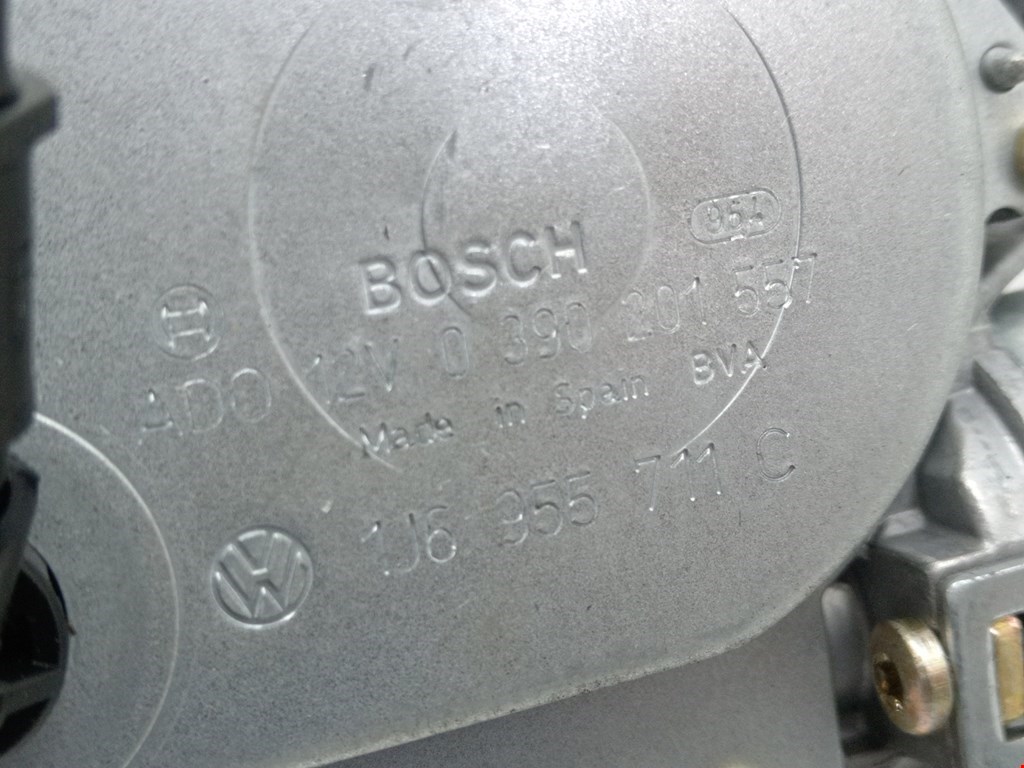 BOSCH
ADO 12V 0 390 201 557
Made in Spain BVA
1J6 955 711 C